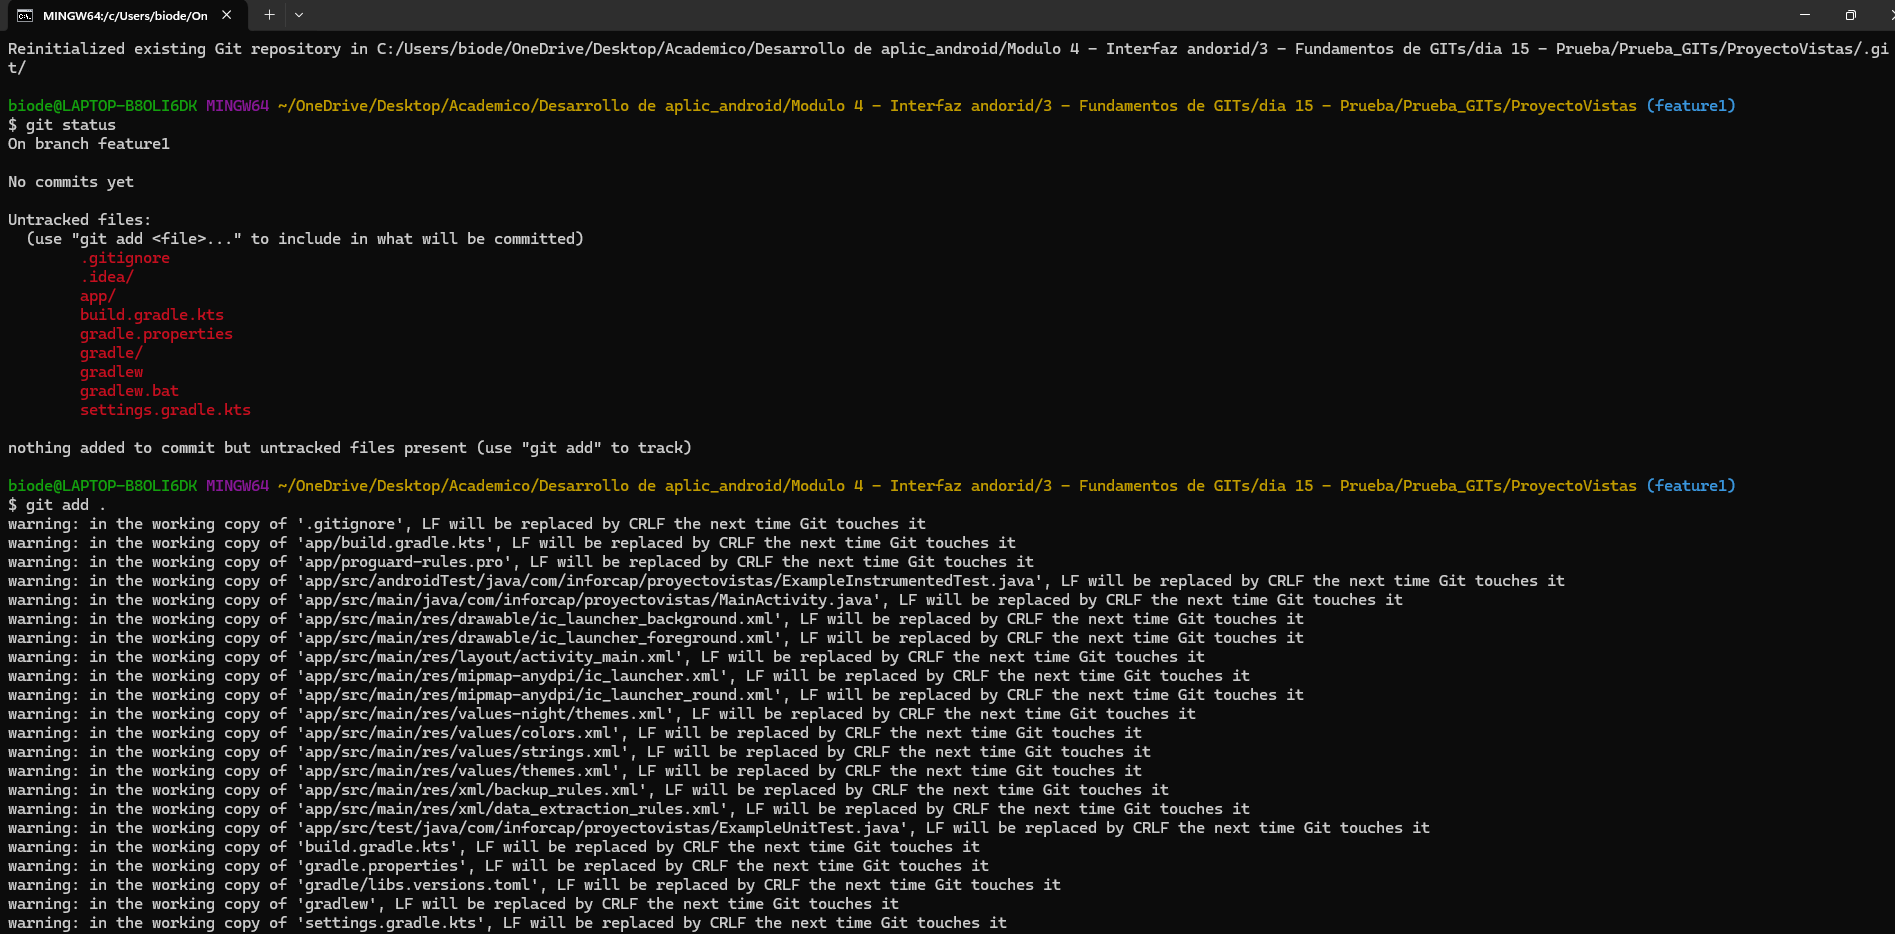 MINGW64:/c/Users/biode/On
Reinitialized existing Git repository in C:/Users/biode/OneDrive/Desktop/Academico/Desarrollo de aplic_android/Modulo 4 - Interfaz andorid/3 - Fundamentos de GITs/dia 15 - Prueba/Prueba_GITs/ProyectoVistas/.gi
t/
biode@LAPTOP-B8OLI6DK MINGW64 ~/OneDrive/Desktop/Academico/Desarrollo de aplic_android/Modulo 4 - Interfaz andorid/3 - Fundamentos de GITs/dia 15 - Prueba/Prueba_GITs/ProyectoVistas (feature1)
$ git status
On branch feature1
No commits yet
Untracked files:
(use "git add <file>..." to include in what will be committed)
.gitignore
.idea/
app/
build.gradle.kts
gradle.properties
gradle/
gradlew
gradlew.bat
settings.gradle.kts
nothing added to commit but untracked files present (use "git add" to track)
biode@LAPTOP-B8OLI6DK MINGW64 ~/OneDrive/Desktop/Academico/Desarrollo de aplic_android/Modulo 4 - Interfaz andorid/3 - Fundamentos de GITs/dia 15 - Prueba/Prueba_GITs/ProyectoVistas (feature1)
$ git add .
warning: in the working copy of '.gitignore', LF will be replaced by CRLF the next time Git touches it
warning: in the working copy of 'app/build.gradle.kts', LF will be replaced by CRLF the next time Git touches it
warning: in the working copy of 'app/proguard-rules.pro', LF will be replaced by CRLF the next time Git touches it
warning: in the working copy of 'app/src/androidTest/java/com/inforcap/proyectovistas/ExampleInstrumentedTest.java', LF will be replaced by CRLF the next time Git touches it
warning: in the working copy of 'app/src/main/java/com/inforcap/proyectovistas/MainActivity.java', LF will be replaced by CRLF the next time Git touches it
warning: in the working copy of 'app/src/main/res/drawable/ic_launcher_background.xml', LF will be replaced by CRLF the next time Git touches it
warning: in the working copy of 'app/src/main/res/drawable/ic_launcher_foreground.xml', LF will be replaced by CRLF the next time Git touches it
warning: in the working copy of 'app/src/main/res/layout/activity_main.xml', LF will be replaced by CRLF the next time Git touches it
warning: in the working copy of 'app/src/main/res/mipmap-anydpi/ic_launcher.xml', LF will be replaced by CRLF the next time Git touches it
warning: in the working copy of 'app/src/main/res/mipmap-anydpi/ic_launcher_round.xml', LF will be replaced by CRLF the next time Git touches it
warning: in the working copy of 'app/src/main/res/values-night/themes.xml', LF will be replaced by CRLF the next time Git touches it
warning: in the working copy of 'app/src/main/res/values/colors.xml', LF will be replaced by CRLF the next time Git touches it
warning: in the working copy of 'app/src/main/res/values/strings.xml', LF will be replaced by CRLF the next time Git touches it
warning: in the working copy of 'app/src/main/res/values/themes.xml', LF will be replaced by CRLF the next time Git touches it
warning: in the working copy of 'app/src/main/res/xml/backup_rules.xml', LF will be replaced by CRLF the next time Git touches it
warning: in the working copy of 'app/src/main/res/xml/data_extraction_rules.xml', LF will be replaced by CRLF the next time Git touches it
warning: in the working copy of 'app/src/test/java/com/inforcap/proyectovistas/ExampleUnitTest.java', LF will be replaced by CRLF the next time Git touches it
warning: in the working copy of 'build.gradle.kts', LF will be replaced by CRLF the next time Git touches it
warning: in the working copy of 'gradle.properties', LF will be replaced by CRLF the next time Git touches it
warning: in the working copy of 'gradle/libs.versions.toml', LF will be replaced by CRLF the next time Git touches it
warning: in the working copy of 'gradlew', LF will be replaced by CRLF the next time Git touches it
warning: in the working copy of 'settings.gradle.kts', LF will be replaced by CRLF the next time Git touches it